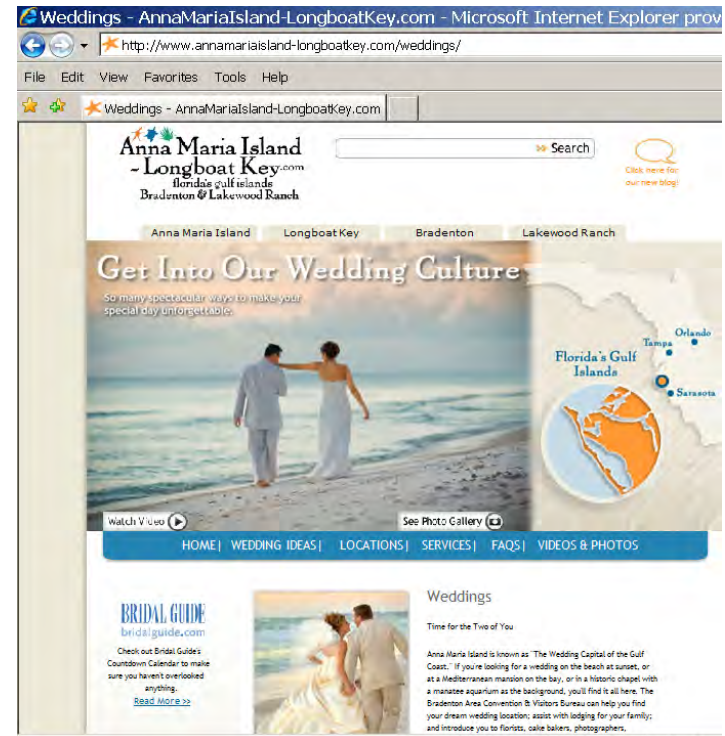 Weddings - AnnaMariaIsland-LongboatKey.com - Microsoft Internet Explorer prov
http://www.annamariaisland-longboatkey.com/weddings/
File Edit View Favorites Tools Help
Weddings - AnnaMariaIsland-LongboatKey.com
Anna Maria Island
~ Longboat Key.com
florida's gulf islands
Bradenton & Lakewood Ranch
Search
Click here for
our new blog!
Anna Maria Island Longboat Key Bradenton Lakewood Ranch
Get Into Our Wedding Culture
So many spectacular ways to make your
special day unforgettable.
Orlando
Tampa
Florida's Gulf
Islands
Sarasota
Watch Video
See Photo Gallery
HOME| WEDDING IDEAS| LOCATIONS| SERVICES| FAQS| VIDEOS & PHOTOS
BRIDAL GUIDE
bridalguide.com
Check out Bridal Guide's
Countdown Calendar to make
sure you haven't overlooked
anything.
Read More >>
Weddings
Time for the Two of You
Anna Maria Island is known as "The Wedding Capital of the Gulf
Coast." If you're looking for a wedding on the beach at sunset, or
at a Mediterranean mansion on the bay, or in a historic chapel with
a manatee aquarium as the background, you'll find it all here. The
Bradenton Area Convention & Visitors Bureau can help you find
your dream wedding location; assist with lodging for your family;
and introduce you to florists, cake bakers, photographers,